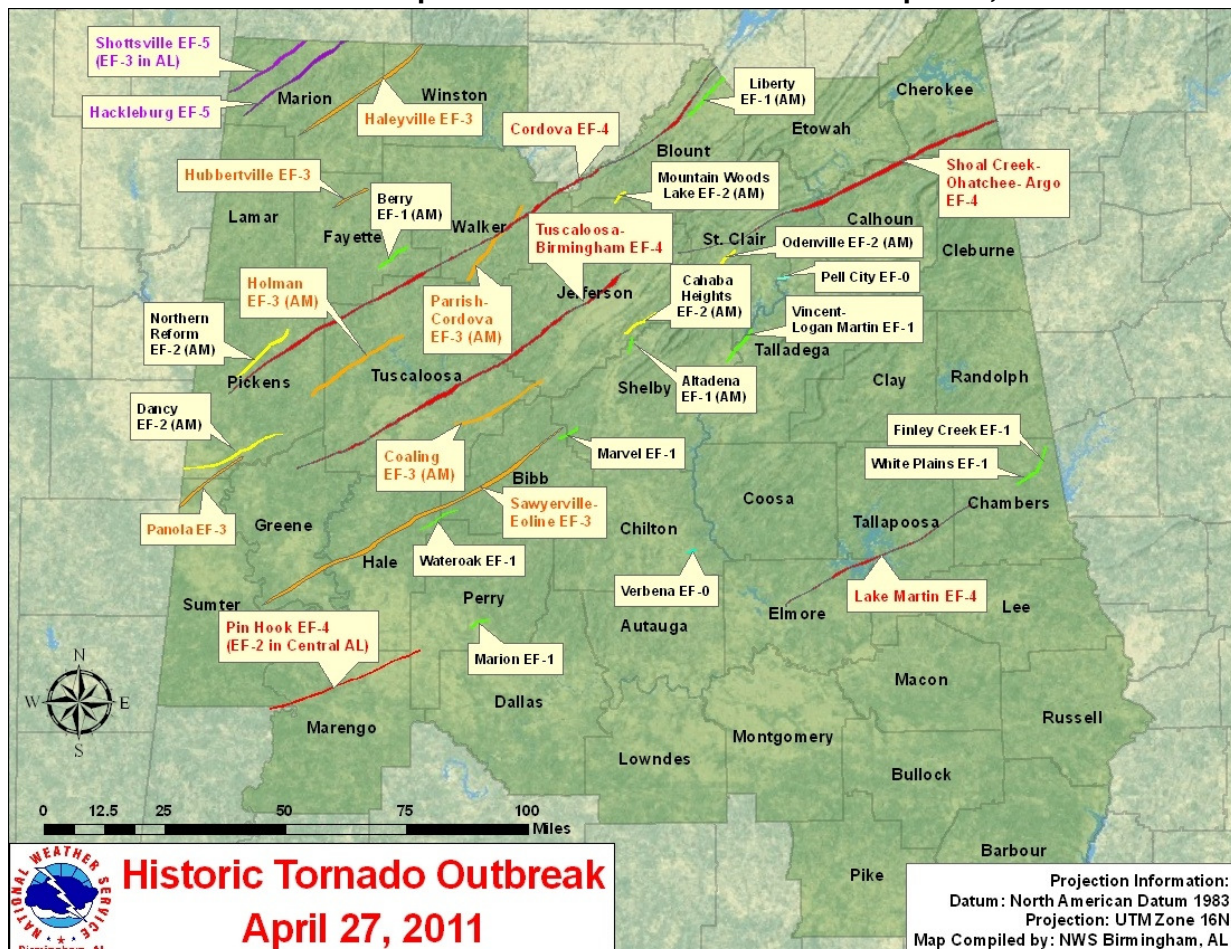 Shottsville EF-5
(EF-3 in AL)
Hackleburg EF-5
Marion
Winston
Haleyville EF-3
Cordova EF-4
Liberty
EF-1 (AM)
Cherokee
Etowah
Blount
Hubbertville EF-3
Lamar
Berry
EF-1 (AM)
Fayette
Walker
Mountain Woods
Lake EF-2 (AM)
Shoal Creek-
Ohatchee- Argo
EF-4
Tuscaloosa-
Birmingham EF-4
St. Clair
Calhoun
Cleburne
Odenville EF-2 (AM)
Pell City EF-0
Holman
EF-3 (AM)
Parrish-
Cordova
EF-3 (AM)
Jefferson
Cahaba
Heights
EF-2 (AM)
Vincent-
Logan Martin EF-1
Talladega
Northern
Reform
EF-2 (AM)
Pickens
Tuscaloosa
Shelby
Altadena
EF-1 (AM)
Clay
Randolph
Dancy
EF-2 (AM)
Coaling
EF-3 (AM)
Marvel EF-1
Finley Creek EF-1
White Plains EF-1
Chambers
Panola EF-3
Greene
Bibb
Sawyerville-
Eoline EF-3
Coosa
Tallapoosa
Chilton
Hale
Wateroak EF-1
Verbena EF-0
Lake Martin EF-4
Sumter
Perry
Elmore
Lee
Pin Hook EF-4
(EF-2 in Central AL)
Autauga
Marion EF-1
Macon
Dallas
Marengo
Russell
Montgomery
Lowndes
Bullock
Barbour
Pike
N
W E
S
0 12.5 25 50 75 100
Miles
NATIONAL WEATHER SERVICE
Birmingham, AL
Historic Tornado Outbreak
April 27, 2011
Projection Information:
Datum: North American Datum 1983
Projection: UTM Zone 16N
Map Compiled by: NWS Birmingham, AL